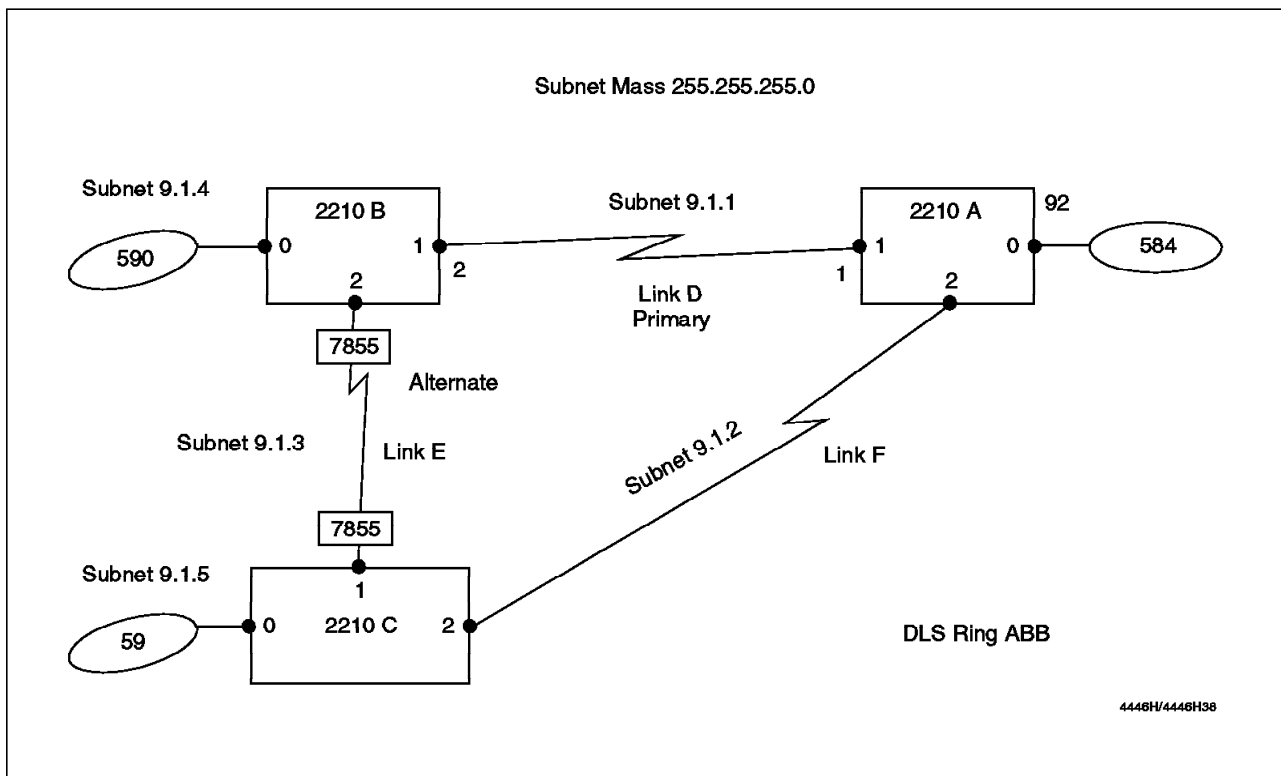 Subnet Mass 255.255.255.0
Subnet 9.1.4
2210 B
Subnet 9.1.1
2210 A
92
590
0
1
1
0
584
2
1
2
2
Link D
Primary
7855
Alternate
Subnet 9.1.3
Link E
Subnet 9.1.2
Link F
7855
Subnet 9.1.5
1
59
0
2210 C
2
DLS Ring ABB
4446H/4446H38